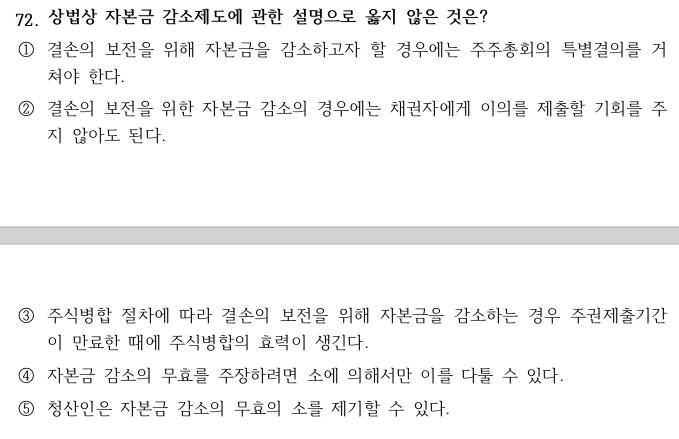 72. 상법상 자본금 감소제도에 관한 설명으로 옳지 않은 것은?
① 결손의 보전을 위해 자본금을 감소하고자 할 경우에는 주주총회의 특별결의를 거
쳐야 한다.
② 결손의 보전을 위한 자본금 감소의 경우에는 채권자에게 이의를 제출할 기회를 주
지 않아도 된다.
③ 주식병합 절차에 따라 결손의 보전을 위해 자본금을 감소하는 경우 주권제출기간
이 만료한 때에 주식병합의 효력이 생긴다.
④ 자본금 감소의 무효를 주장하려면 소에 의해서만 이를 다툴 수 있다.
⑤ 청산인은 자본금 감소의 무효의 소를 제기할 수 있다.